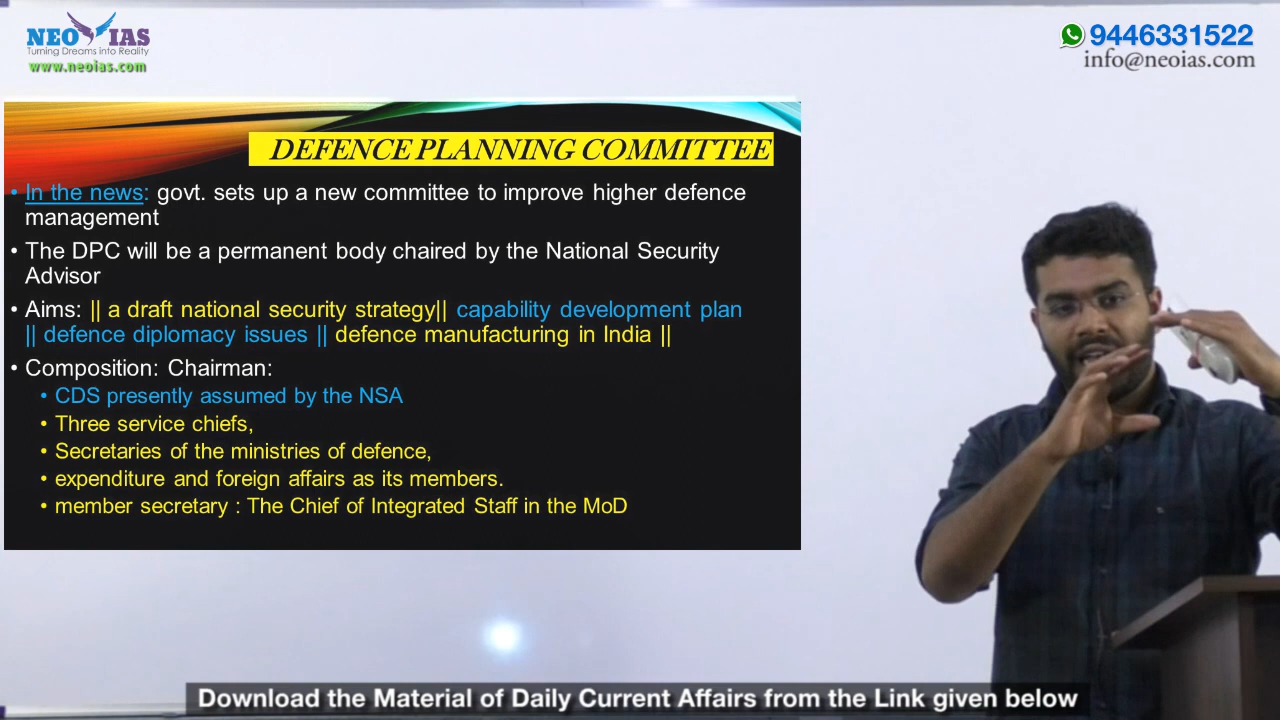 NEO IAS
Turning Dreams into Reality
www.neoias.com
9446331522
info@neoias.com
DEFENCE PLANNING COMMITTEE
• In the news: govt. sets up a new committee to improve higher defence
management
• The DPC will be a permanent body chaired by the National Security
Advisor
• Aims: || a draft national security strategy|| capability development plan
|| defence diplomacy issues || defence manufacturing in India ||
• Composition: Chairman:
• CDS presently assumed by the NSA
• Three service chiefs,
• Secretaries of the ministries of defence,
• expenditure and foreign affairs as its members.
• member secretary : The Chief of Integrated Staff in the MoD
Download the Material of Daily Current Affairs from the Link given below